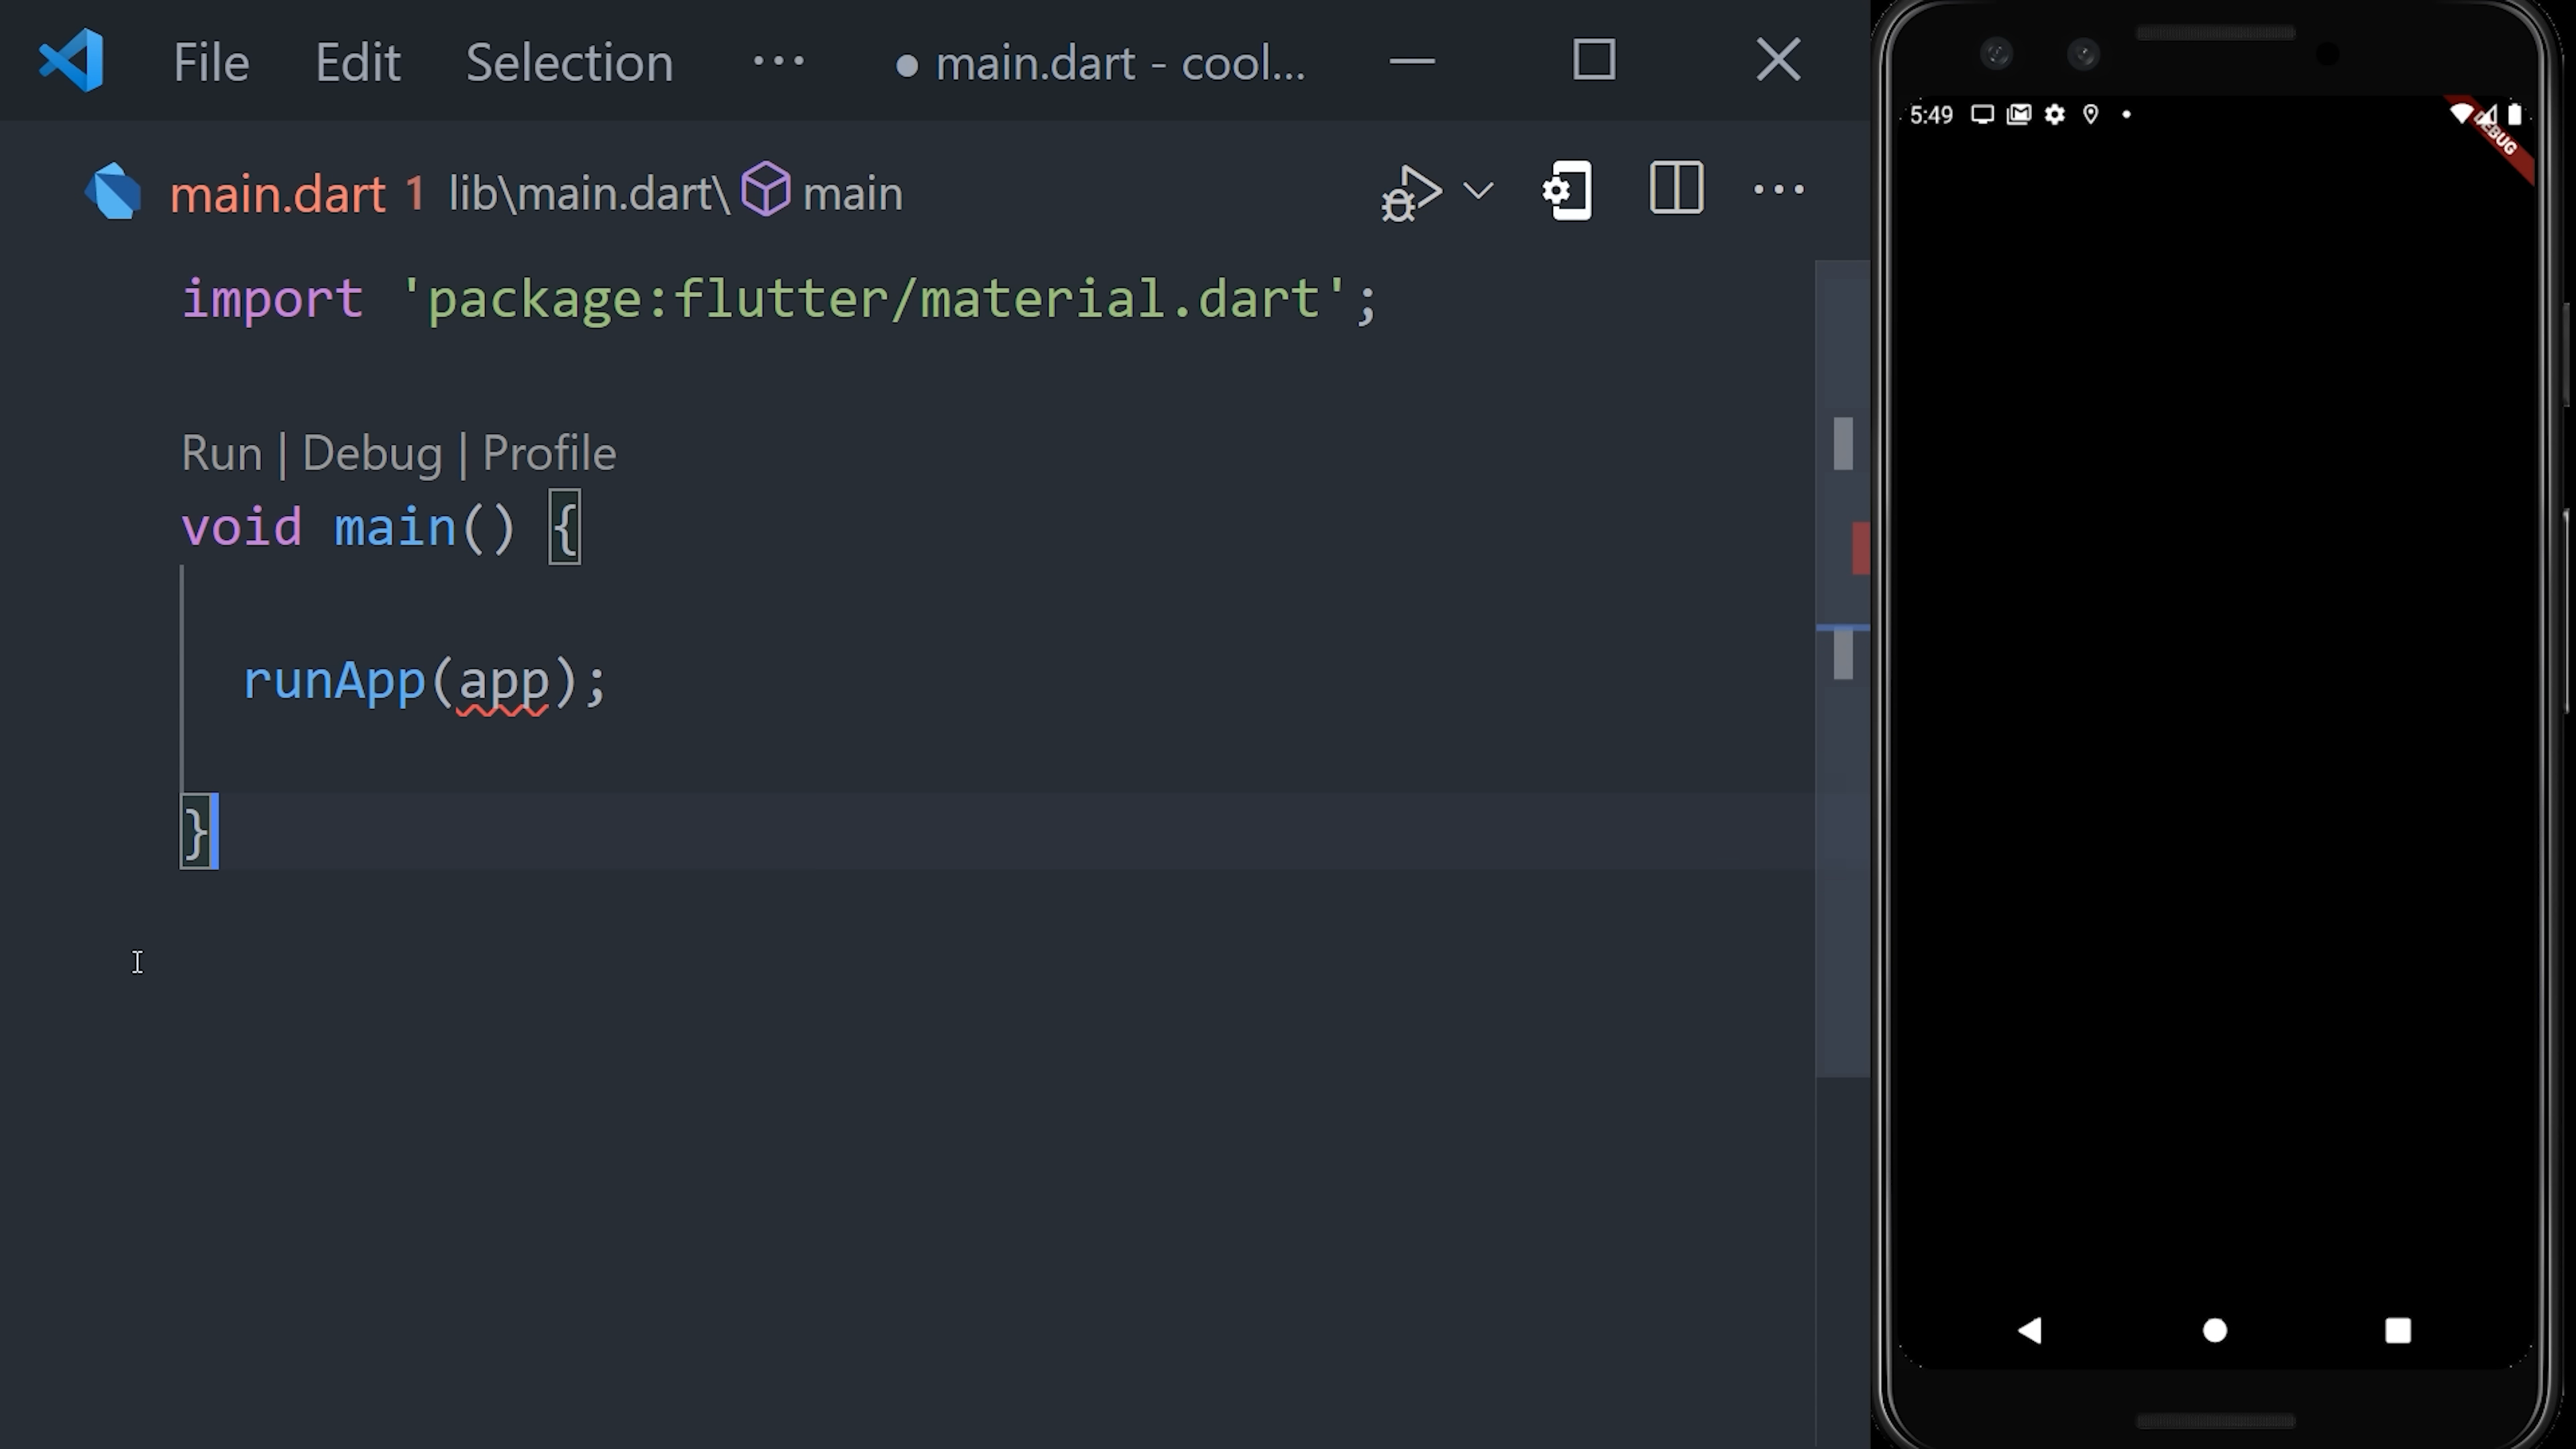 File Edit Selection ··· ● main.dart - cool...
5:49
DEBUG
main.dart 1 lib\main.dart\ main
import 'package:flutter/material.dart';
Run | Debug | Profile
void main() {
runApp(app);
}